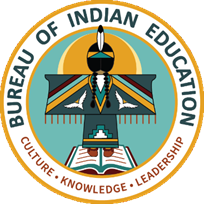 BUREAU OF INDIAN EDUCATION
CULTURE • KNOWLEDGE • LEADERSHIP